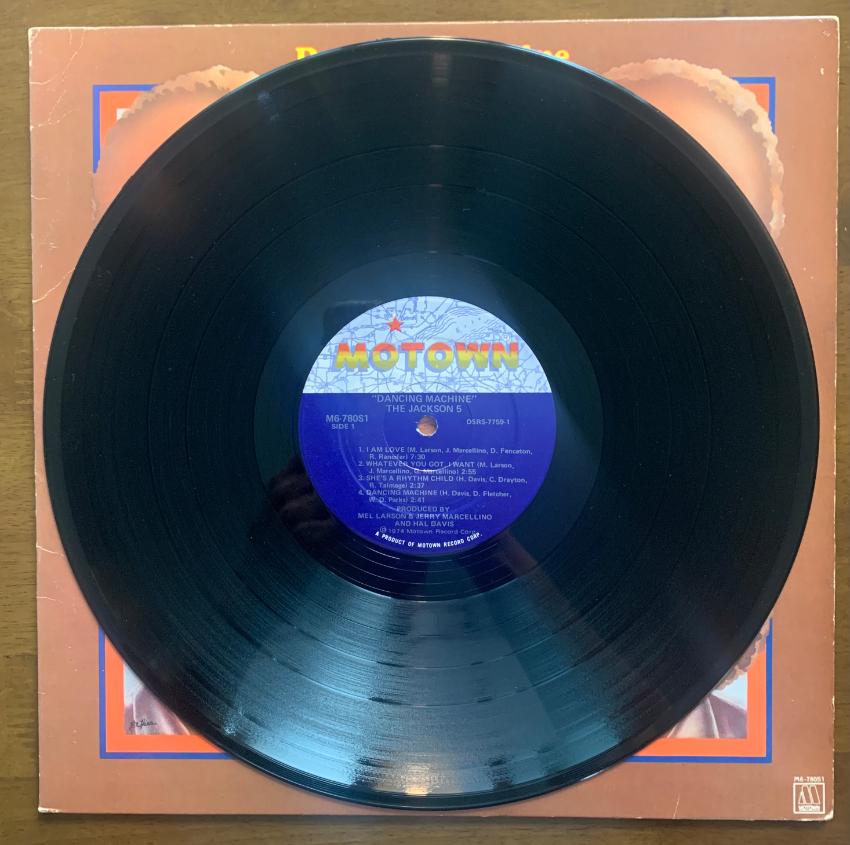 MOTOWN
"DANCING MACHINE"
THE JACKSON 5
M6-780S1
SIDE 1
DSRS-7759-1
1. I AM LOVE (M. Larson, J. Marcellino, D. Fenceton,
R. Rancifer) 7:30
2. WHATEVER YOU GOT, I WANT (M. Larson,
J. Marcellino, G. Marcellino) 2:55
3. SHE'S A RHYTHM CHILD (H. Davis, C. Drayton,
R. Talmage) 2:37
4. DANCING MACHINE (H. Davis, D. Fletcher,
W. D. Parks) 2:41
PRODUCED BY
MEL LARSON & JERRY MARCELLINO
AND HAL DAVIS
Ⓟ 1974 Motown Record Corp.
A PRODUCT OF MOTOWN RECORD CORP.
M6-780S1